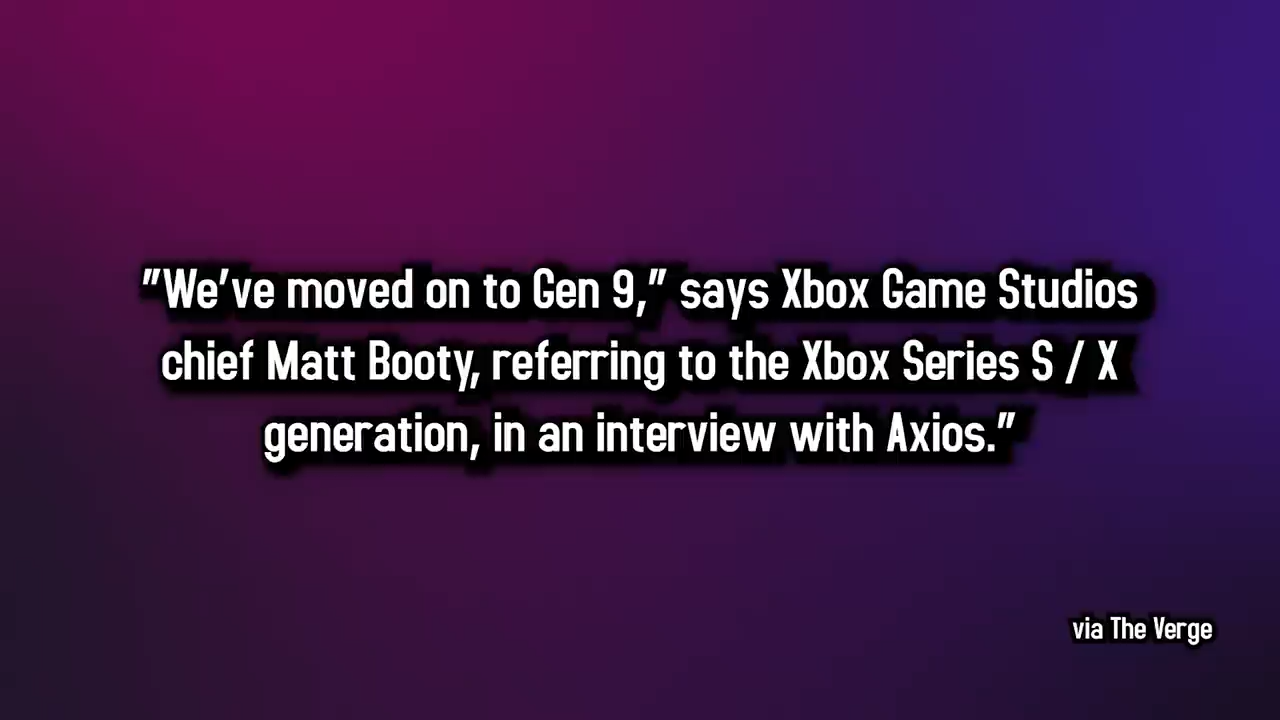 "We've moved on to Gen 9," says Xbox Game Studios
chief Matt Booty, referring to the Xbox Series S / X
generation, in an interview with Axios."
via The Verge